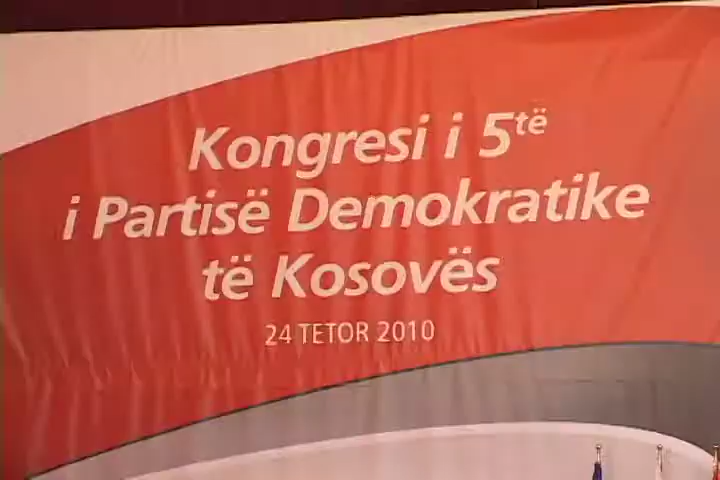 Kongresi i 5të
i Partisë Demokratike
të Kosovës
24 TETOR 2010